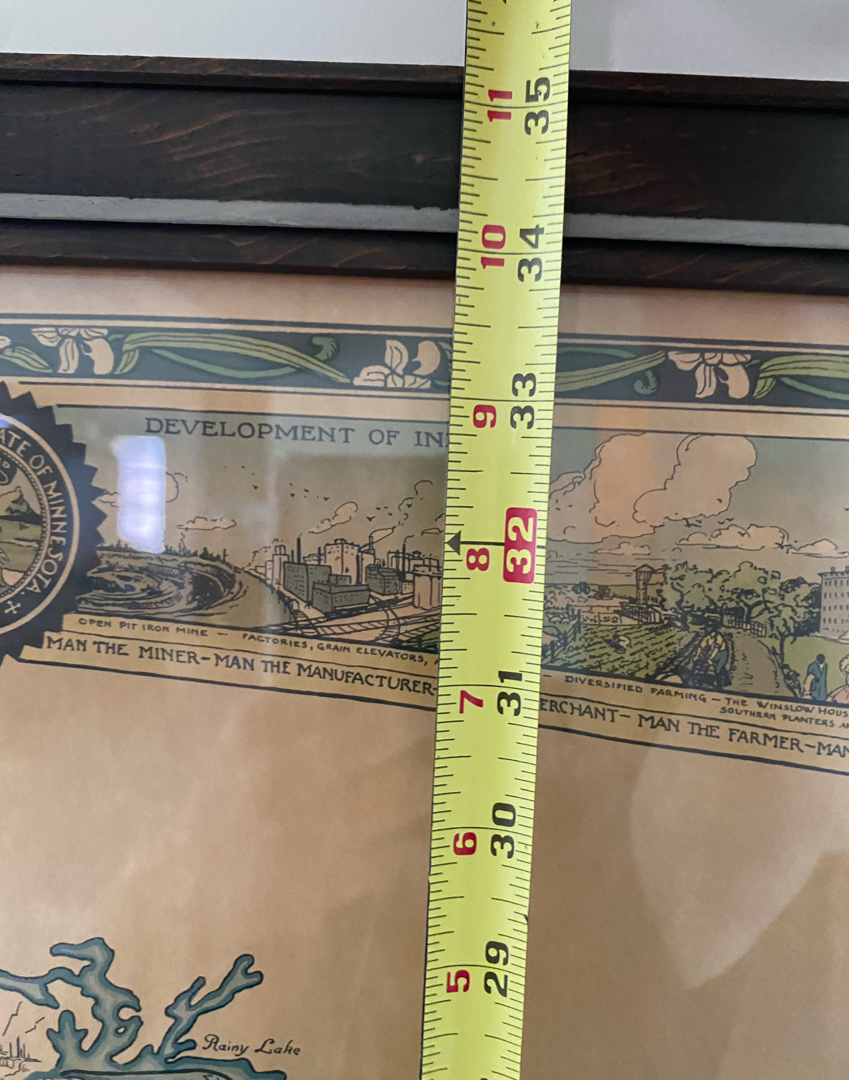 11 35
10 34
9 33
8 32
7 31
6 30
5 29
DEVELOPMENT OF IN
ATE OF MINNESOTA.
OPEN PIT IRON MINE — FACTORIES, GRAIN ELEVATORS,
MAN THE MINER-MAN THE MANUFACTURER-
- DIVERSIFIED FARMING - THE WINSLOW HOUS
SOUTHERN PLANTERS A
ERCHANT- MAN THE FARMER-MAN
Rainy Lake